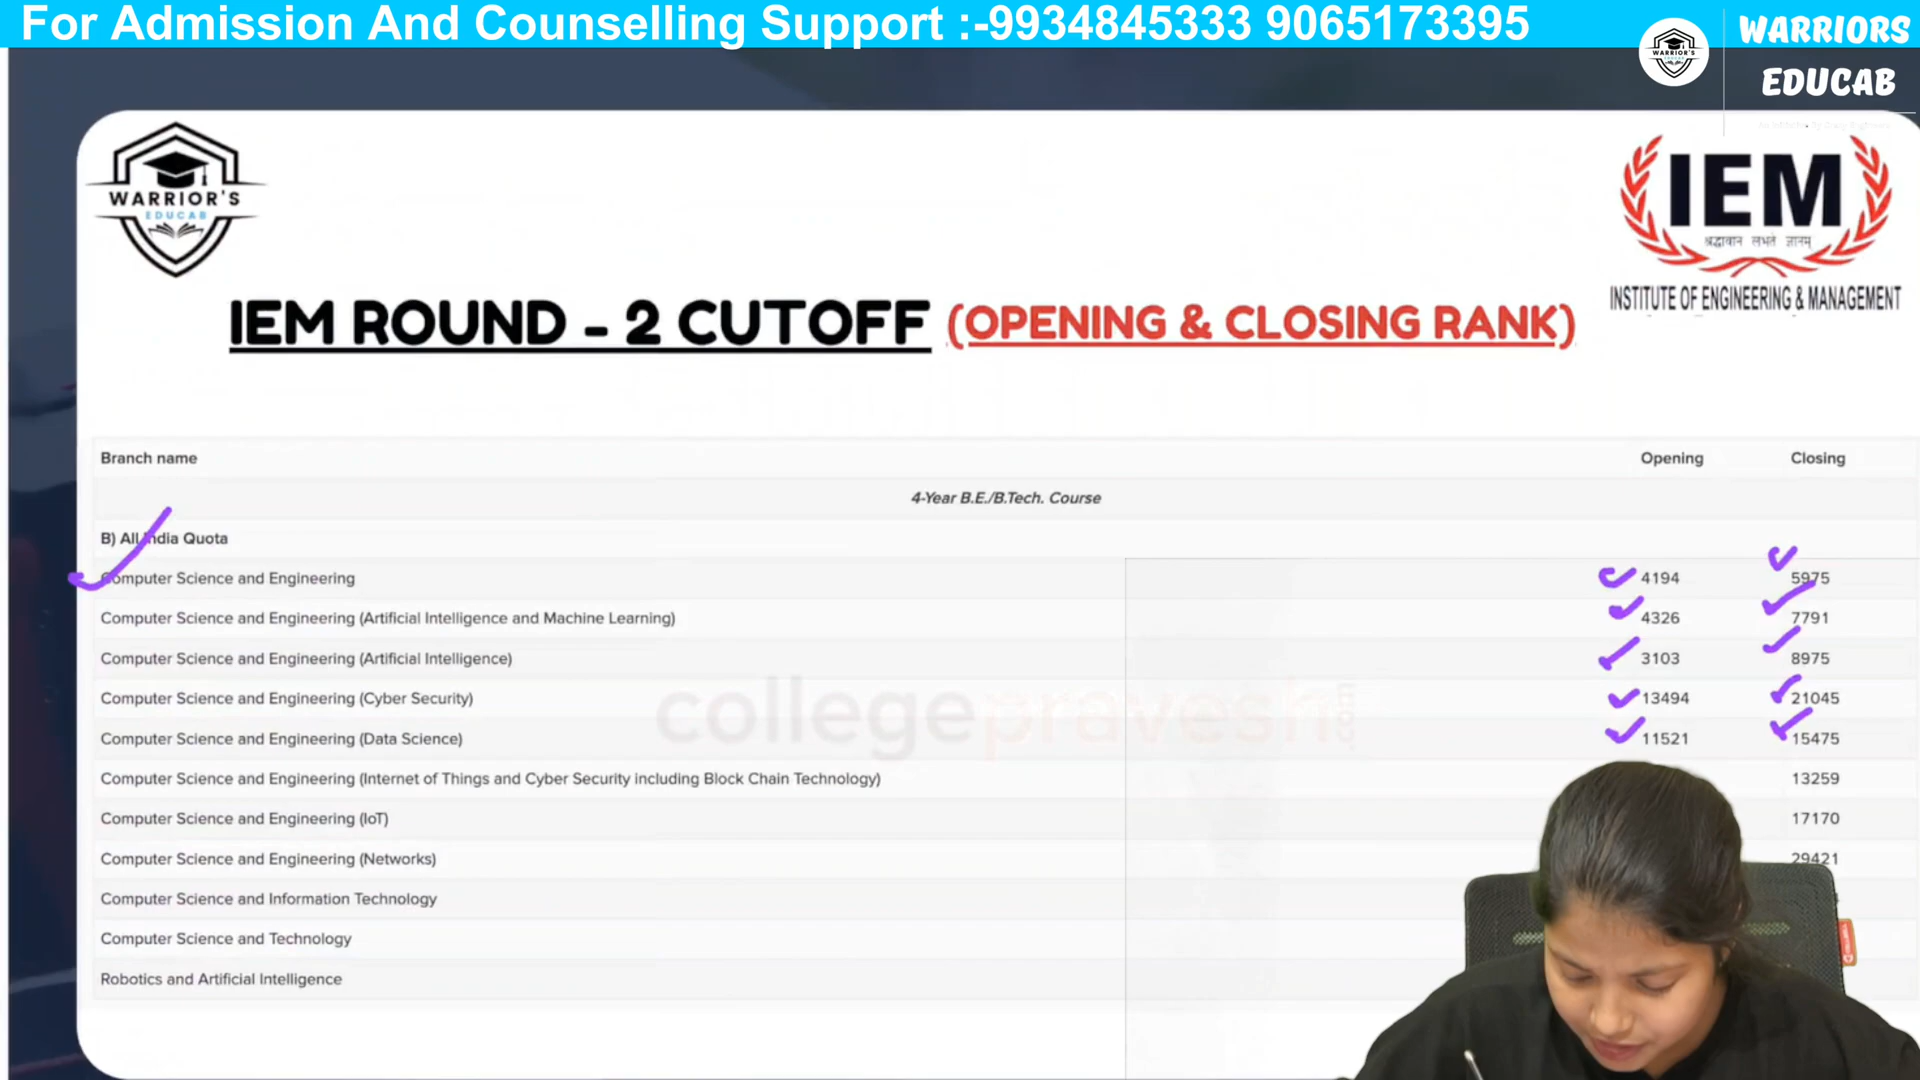 For Admission And Counselling Support :-9934845333 9065173395
WARRIOR'S
WARRIORS
EDUCAB
WARRIOR'S
EDUCAB
IEM
श्रद्धावान लभते ज्ञानम्
INSTITUTE OF ENGINEERING & MANAGEMENT
IEM ROUND - 2 CUTOFF (OPENING & CLOSING RANK)
Branch name Opening Closing
4-Year B.E./B.Tech. Course
B) All India Quota
Computer Science and Engineering 4194 5975
Computer Science and Engineering (Artificial Intelligence and Machine Learning) 4326 7791
Computer Science and Engineering (Artificial Intelligence) 3103 8975
Computer Science and Engineering (Cyber Security) 13494 21045
collegepravesh.com
Computer Science and Engineering (Data Science) 11521 15475
Computer Science and Engineering (Internet of Things and Cyber Security including Block Chain Technology) 13259
Computer Science and Engineering (IoT) 17170
Computer Science and Engineering (Networks) 29421
Computer Science and Information Technology
Computer Science and Technology
Robotics and Artificial Intelligence